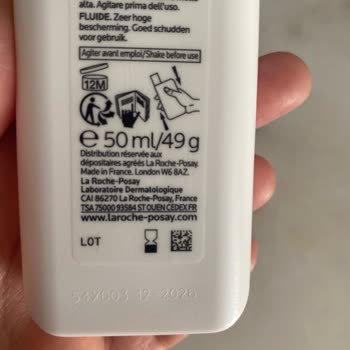 alta. Agitare prima dell'uso.
FLUIDE. Zeer hoge
bescherming. Goed schudden
voor gebruik.
Agiter avant emploi/Shake before use
12M
e 50 ml/49 g
Distribution réservée aux
dépositaires agréés La Roche-Posay.
Made in France. London W6 8AZ.
La Roche-Posay
Laboratoire Dermatologique
CAI 86270 La Roche-Posay, France
TSA 75000 93584 ST OUEN CEDEX FR
www.laroche-posay.com
LOT
12 2020